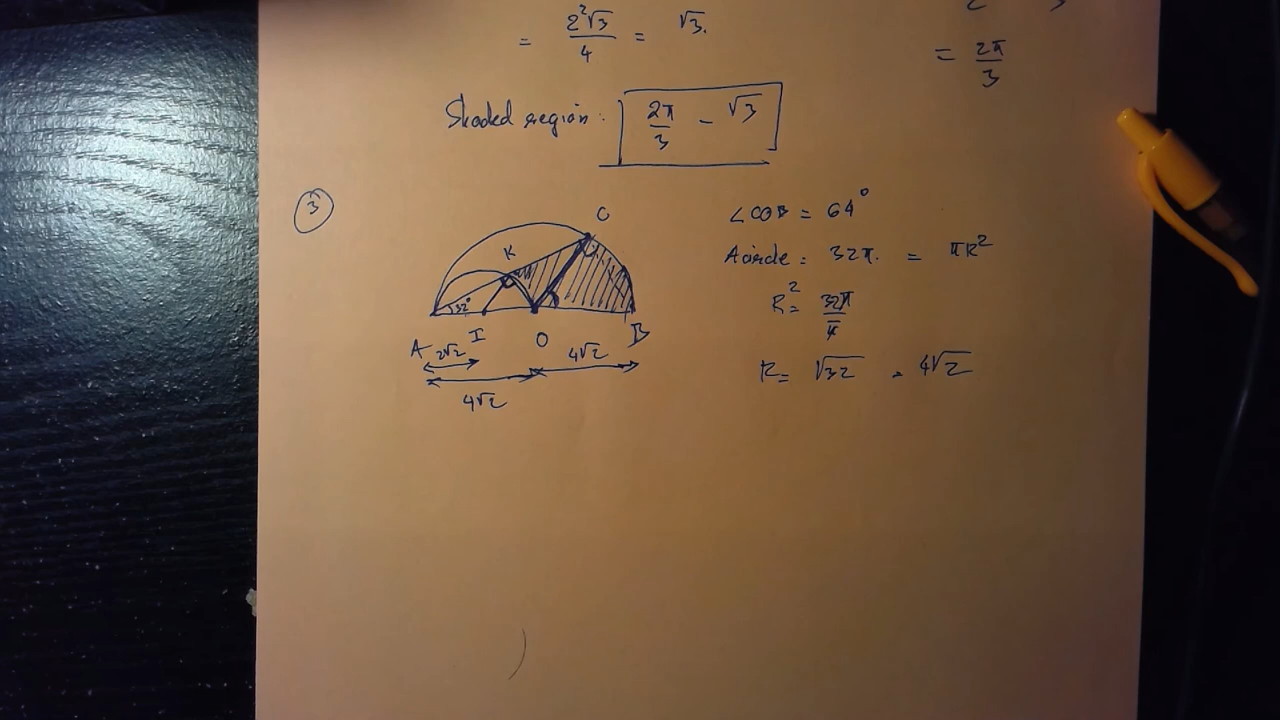 = 2²√3/4 = √3.
= 2π/3
Shaded region: 2π/3 - √3
3
∠COB = 64°
Acircle = 32π. = πR²
R² = 32π/π
R = √32 = 4√2
C
K
32°
A I O B
2√2 4√2
4√2